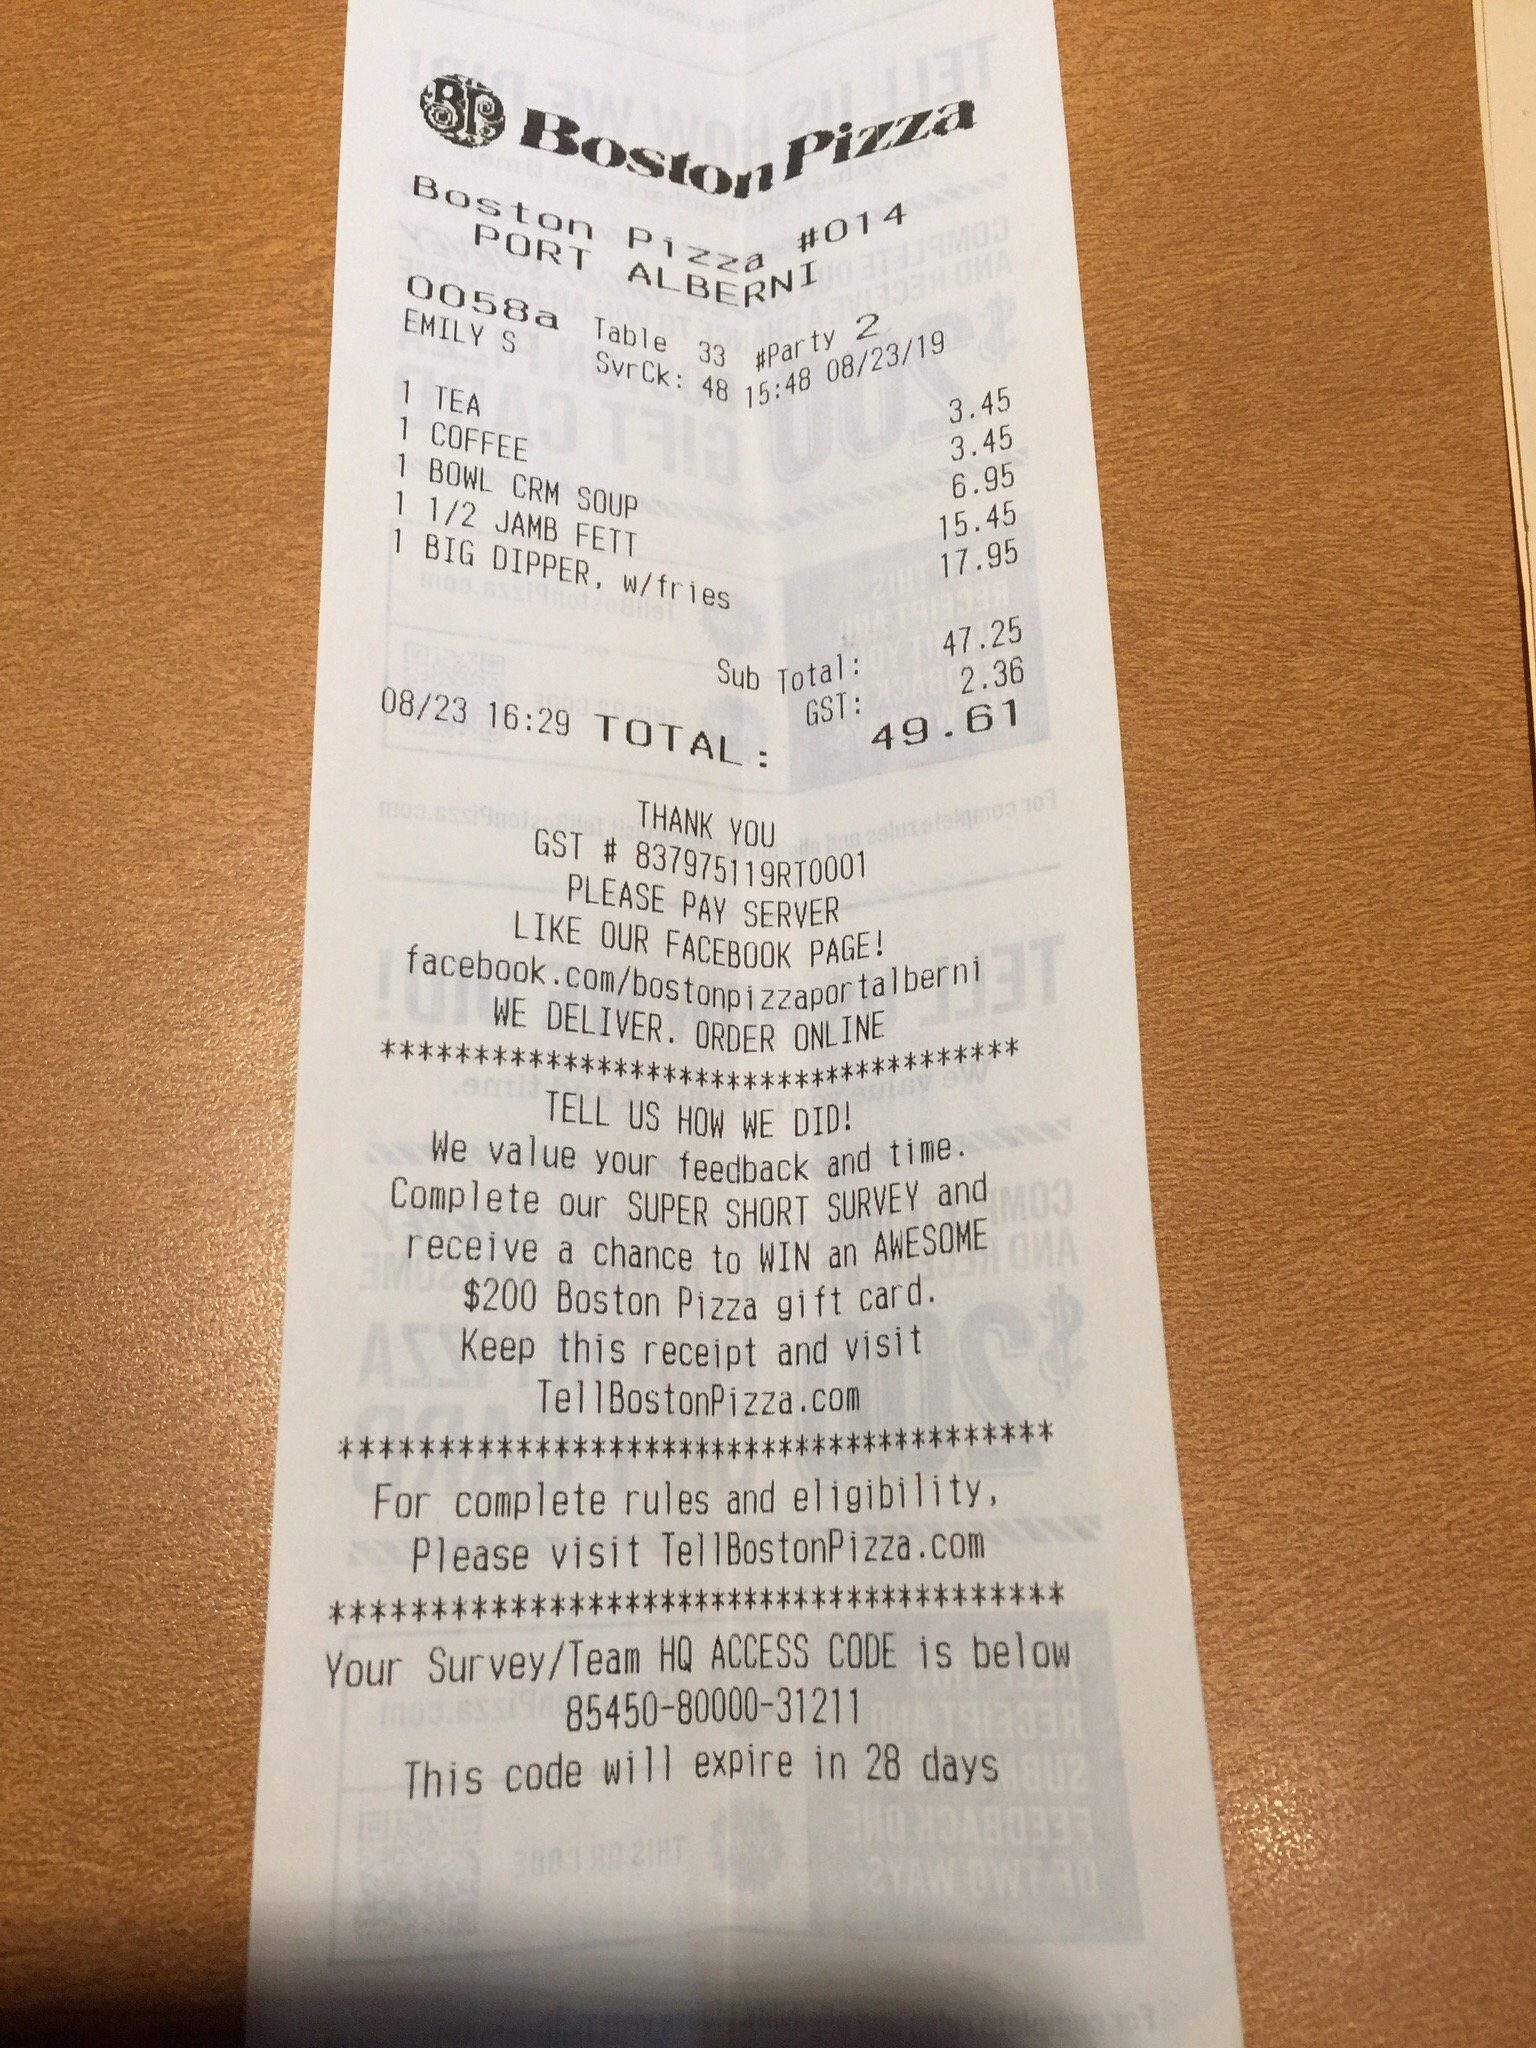 BP Boston Pizza
Boston Pizza #014
PORT ALBERNI
0058a Table 33 #Party 2
EMILY S SvrCk: 48 15:48 08/23/19
1 TEA 3.45
1 COFFEE 3.45
1 BOWL CRM SOUP 6.95
1 1/2 JAMB FETT 15.45
1 BIG DIPPER, w/fries 17.95
Sub Total: 47.25
GST: 2.36
08/23 16:29 TOTAL: 49.61
THANK YOU
GST # 837975119RT0001
PLEASE PAY SERVER
LIKE OUR FACEBOOK PAGE!
facebook.com/bostonpizzaportalberni
WE DELIVER. ORDER ONLINE
****************************************
TELL US HOW WE DID!
We value your feedback and time.
Complete our SUPER SHORT SURVEY and
receive a chance to WIN an AWESOME
$200 Boston Pizza gift card.
Keep this receipt and visit
TellBostonPizza.com
****************************************
For complete rules and eligibility,
Please visit TellBostonPizza.com
****************************************
Your Survey/Team HQ ACCESS CODE is below
85450-80000-31211
This code will expire in 28 days